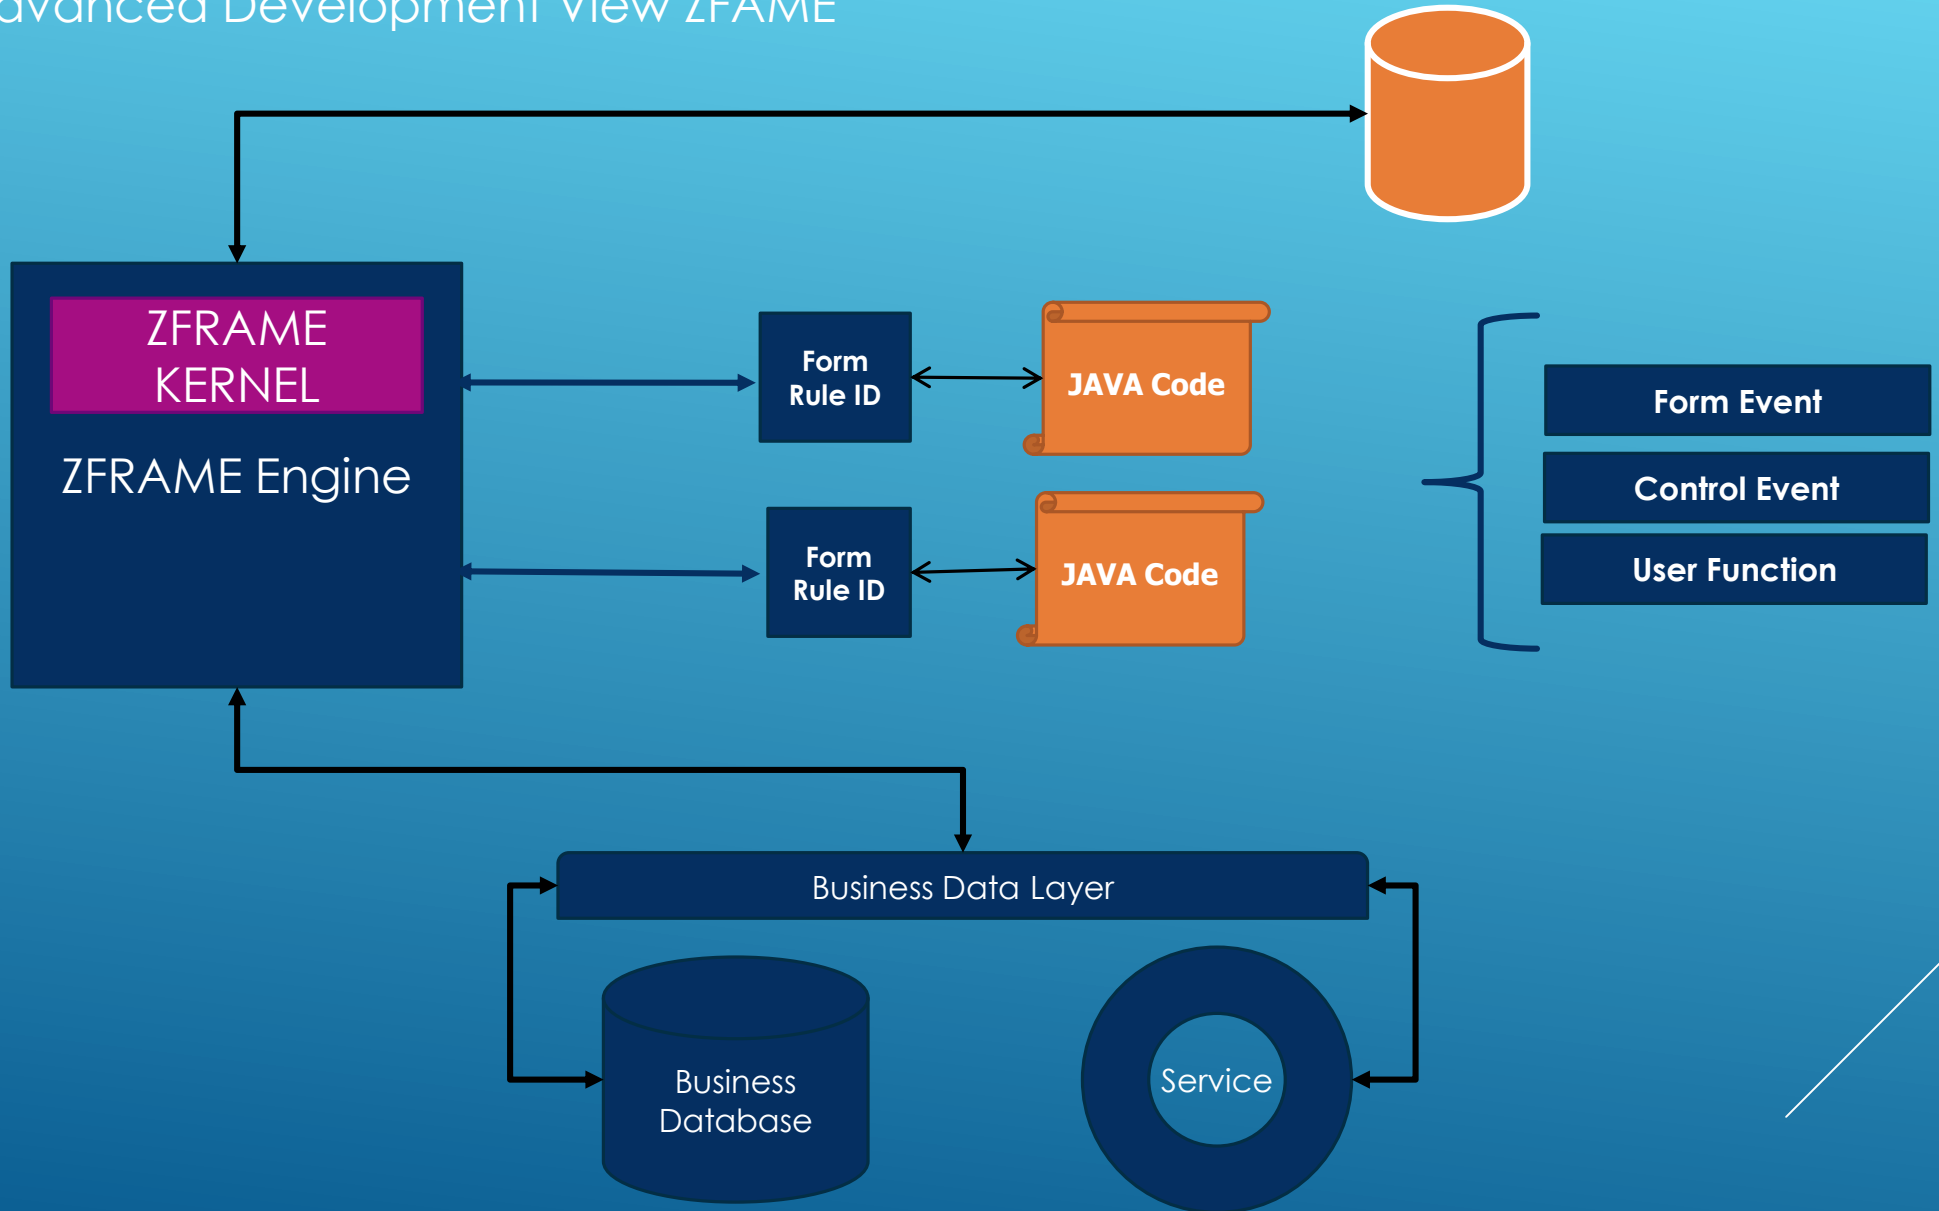 dvanced Development View ZFAME
ZFRAME
KERNEL
ZFRAME Engine
Form
Rule ID
JAVA Code
Form
Rule ID
JAVA Code
Form Event
Control Event
User Function
Business Data Layer
Business
Database
Service